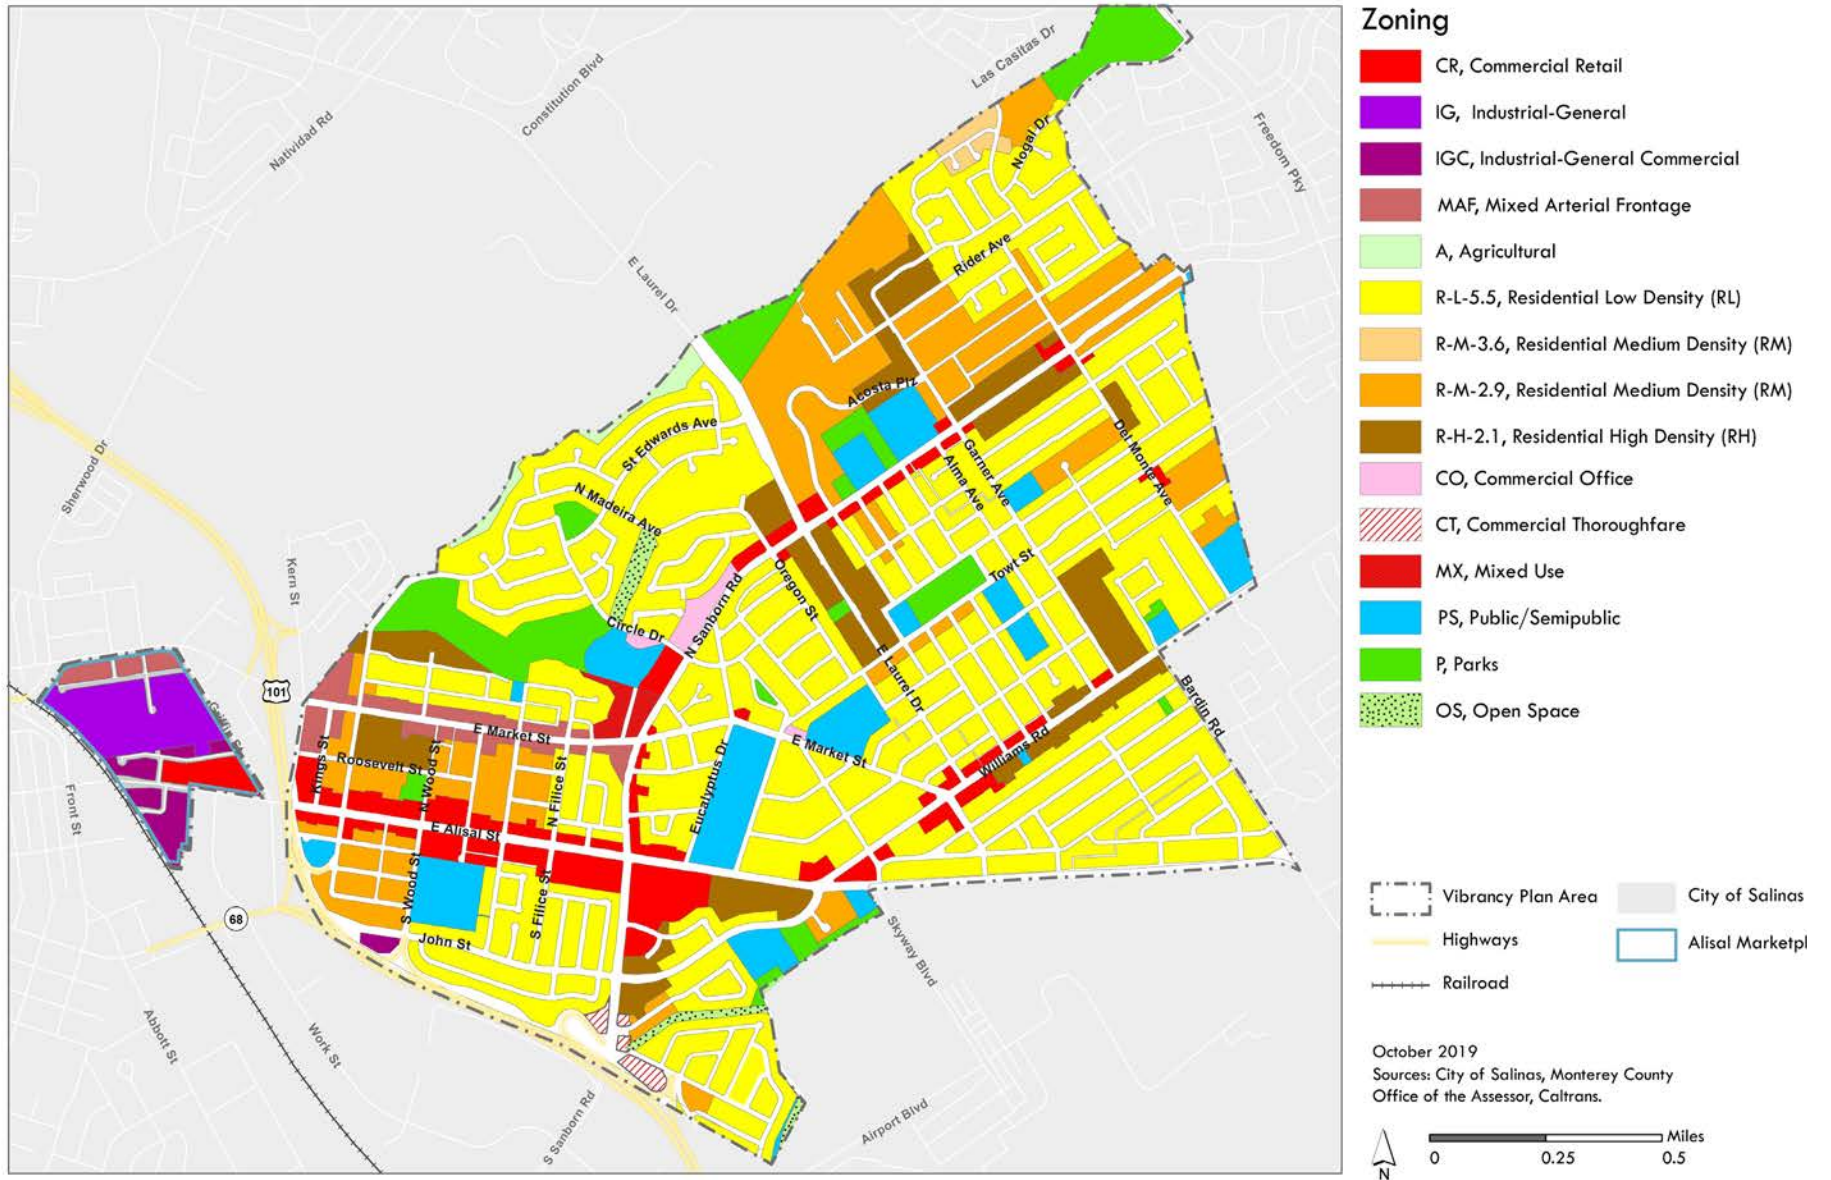 Zoning
CR, Commercial Retail
IG, Industrial-General
IGC, Industrial-General Commercial
MAF, Mixed Arterial Frontage
A, Agricultural
R-L-5.5, Residential Low Density (RL)
R-M-3.6, Residential Medium Density (RM)
R-M-2.9, Residential Medium Density (RM)
R-H-2.1, Residential High Density (RH)
CO, Commercial Office
CT, Commercial Thoroughfare
MX, Mixed Use
PS, Public/Semipublic
P, Parks
OS, Open Space
Vibrancy Plan Area
City of Salinas
Highways
Alisal Marketpl
Railroad
October 2019
Sources: City of Salinas, Monterey County
Office of the Assessor, Caltrans.
Miles
0
0.25
0.5
N
Las Casitas Dr
Constitution Blvd
Natividad Rd
Freedom Pky
Nogal Dr
E Laurel Dr
Rider Ave
Acosta Plz
St Edwards Ave
Sherwood Dr
N Madeira Ave
Garner Ave
Alma Ave
Del Monte Ave
Kern St
Towt St
Oregon St
N Sanborn Rd
Circle Dr
E Laurel Dr
Bardin Rd
101
E Market St
E Market St
Williams Rd
Kings St
Roosevelt St
N Wood St
N Filice St
Eucalyptus Dr
Front St
E Alisal St
S Wood St
S Filice St
68
John St
Skyway Blvd
Abbott St
Work St
S Sanborn Rd
Airport Blvd